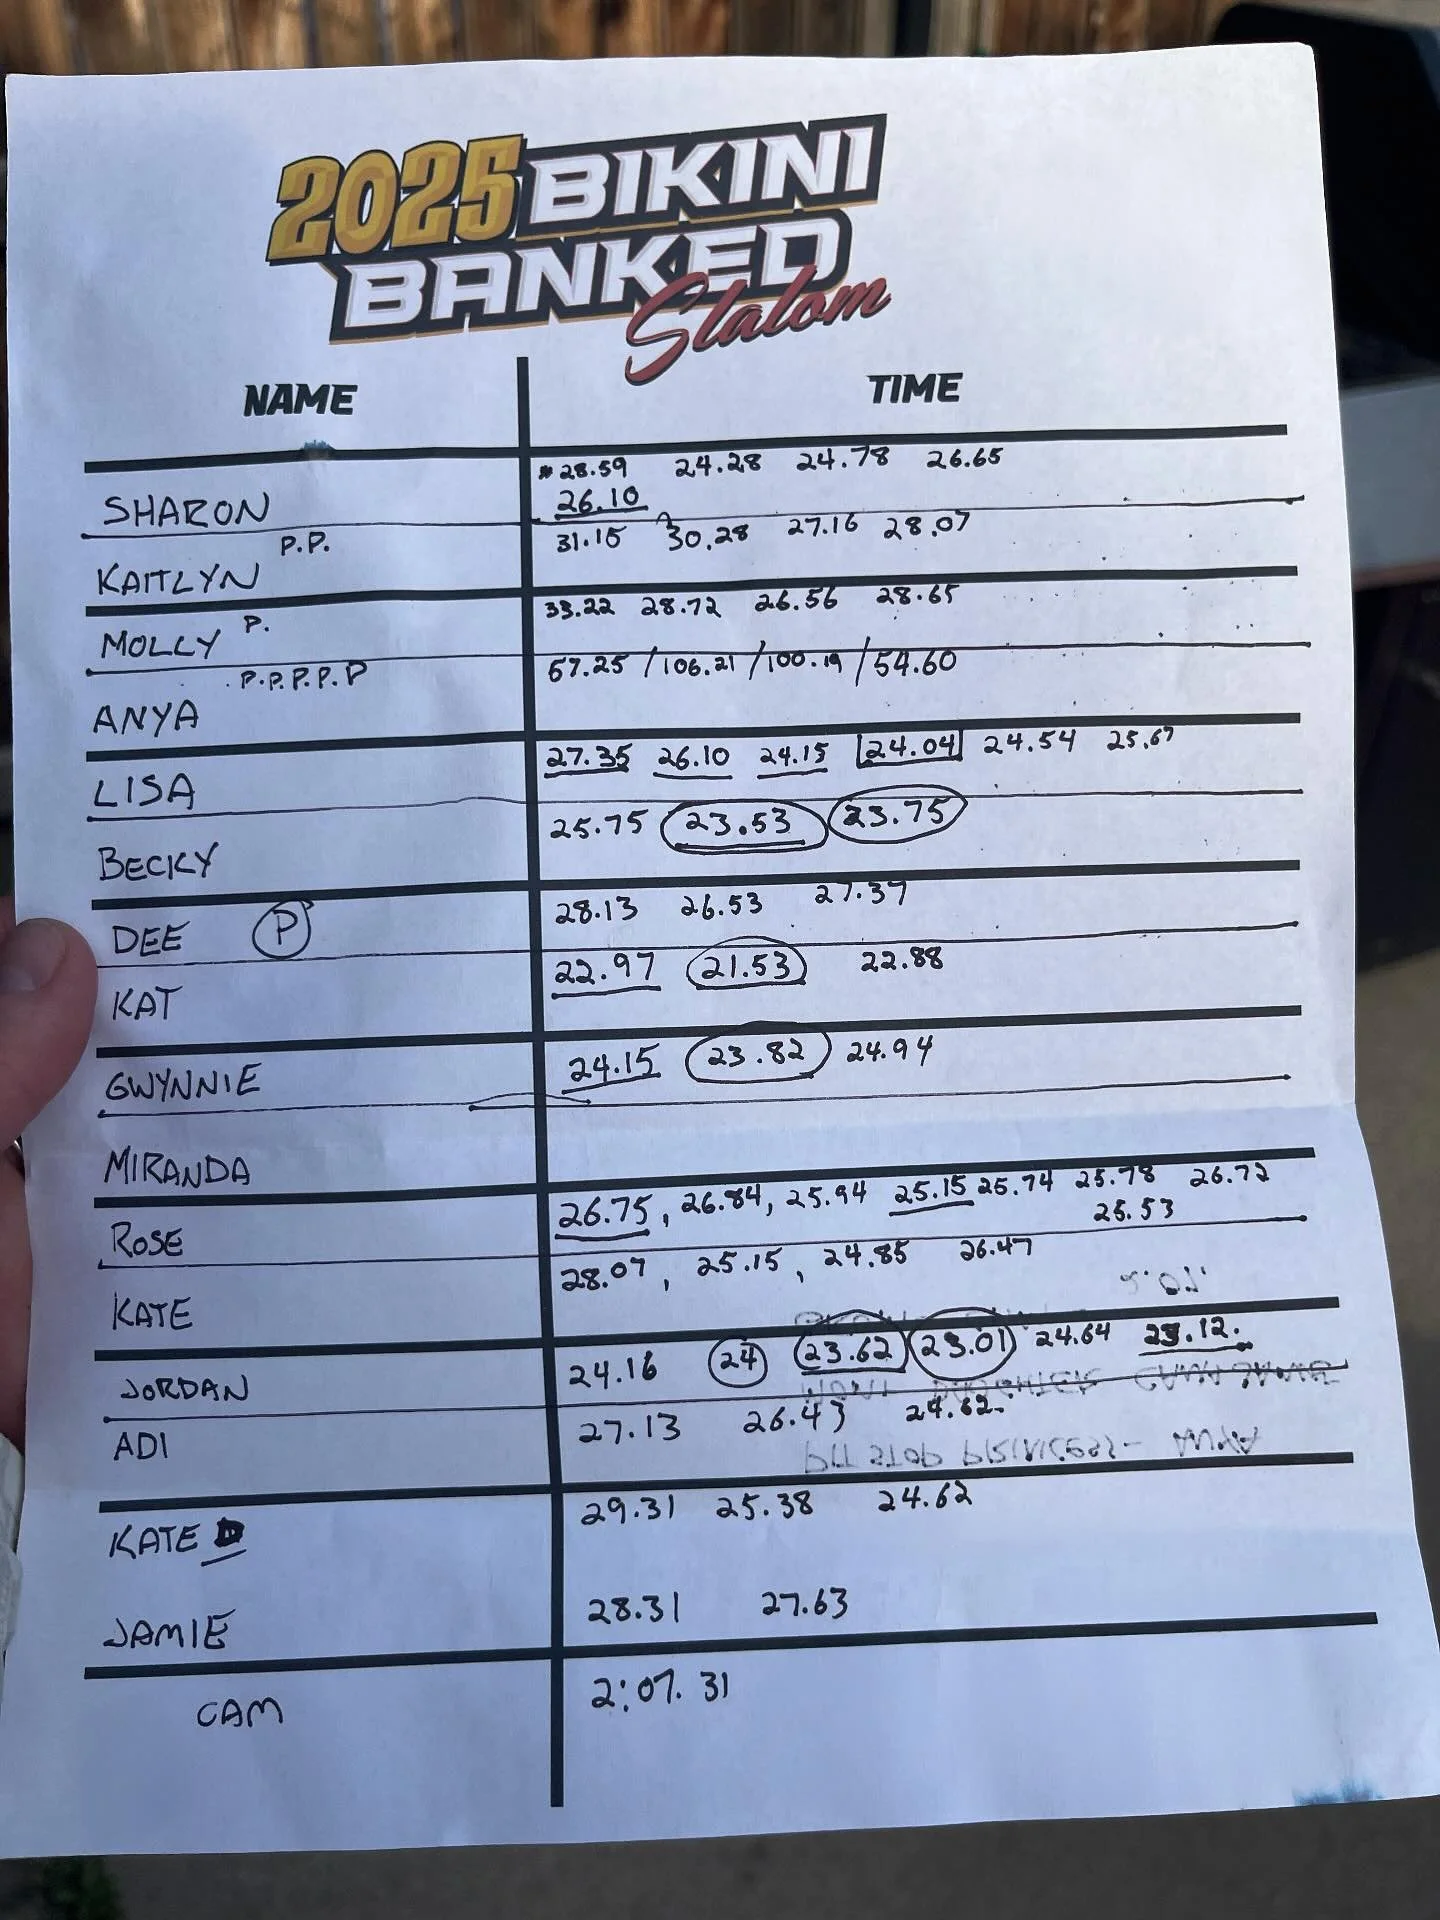 2025 BIKINI
BANKED
Slalom
NAME TIME
SHARON 28.59 24.28 24.78 26.65
26.10
KAITLYN P.P. 31.15 30.28 27.16 28.07
MOLLY P. 33.22 28.72 26.56 28.65
ANYA P.P.P.P.P 57.25 / 106.21 / 100.19 / 54.60
LISA 27.35 26.10 24.15 24.04 24.54 25.67
BECKY 25.75 23.53 23.75
DEE P 28.13 26.53 27.37
KAT 22.97 21.53 22.88
GWYNNIE 24.15 23.82 24.94
MIRANDA
ROSE 26.75, 26.84, 25.94 25.15 25.74 25.78 26.72
25.53
KATE 28.07, 25.15, 24.85 26.47
JORDAN 24.16 24 23.62 23.01 24.64 23.12.
ADI 27.13 26.43 24.62
PIT STOP PRINCESS - ANYA
KATE D 29.31 25.38 24.62
JAMIE 28.31 27.63
CAM 2:07.31